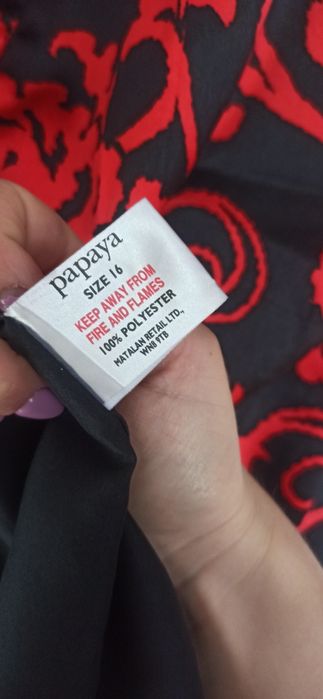 papaya
SIZE 16
KEEP AWAY FROM
FIRE AND FLAMES
100% POLYESTER
MATALAN RETAIL LTD.,
WN8 9TB